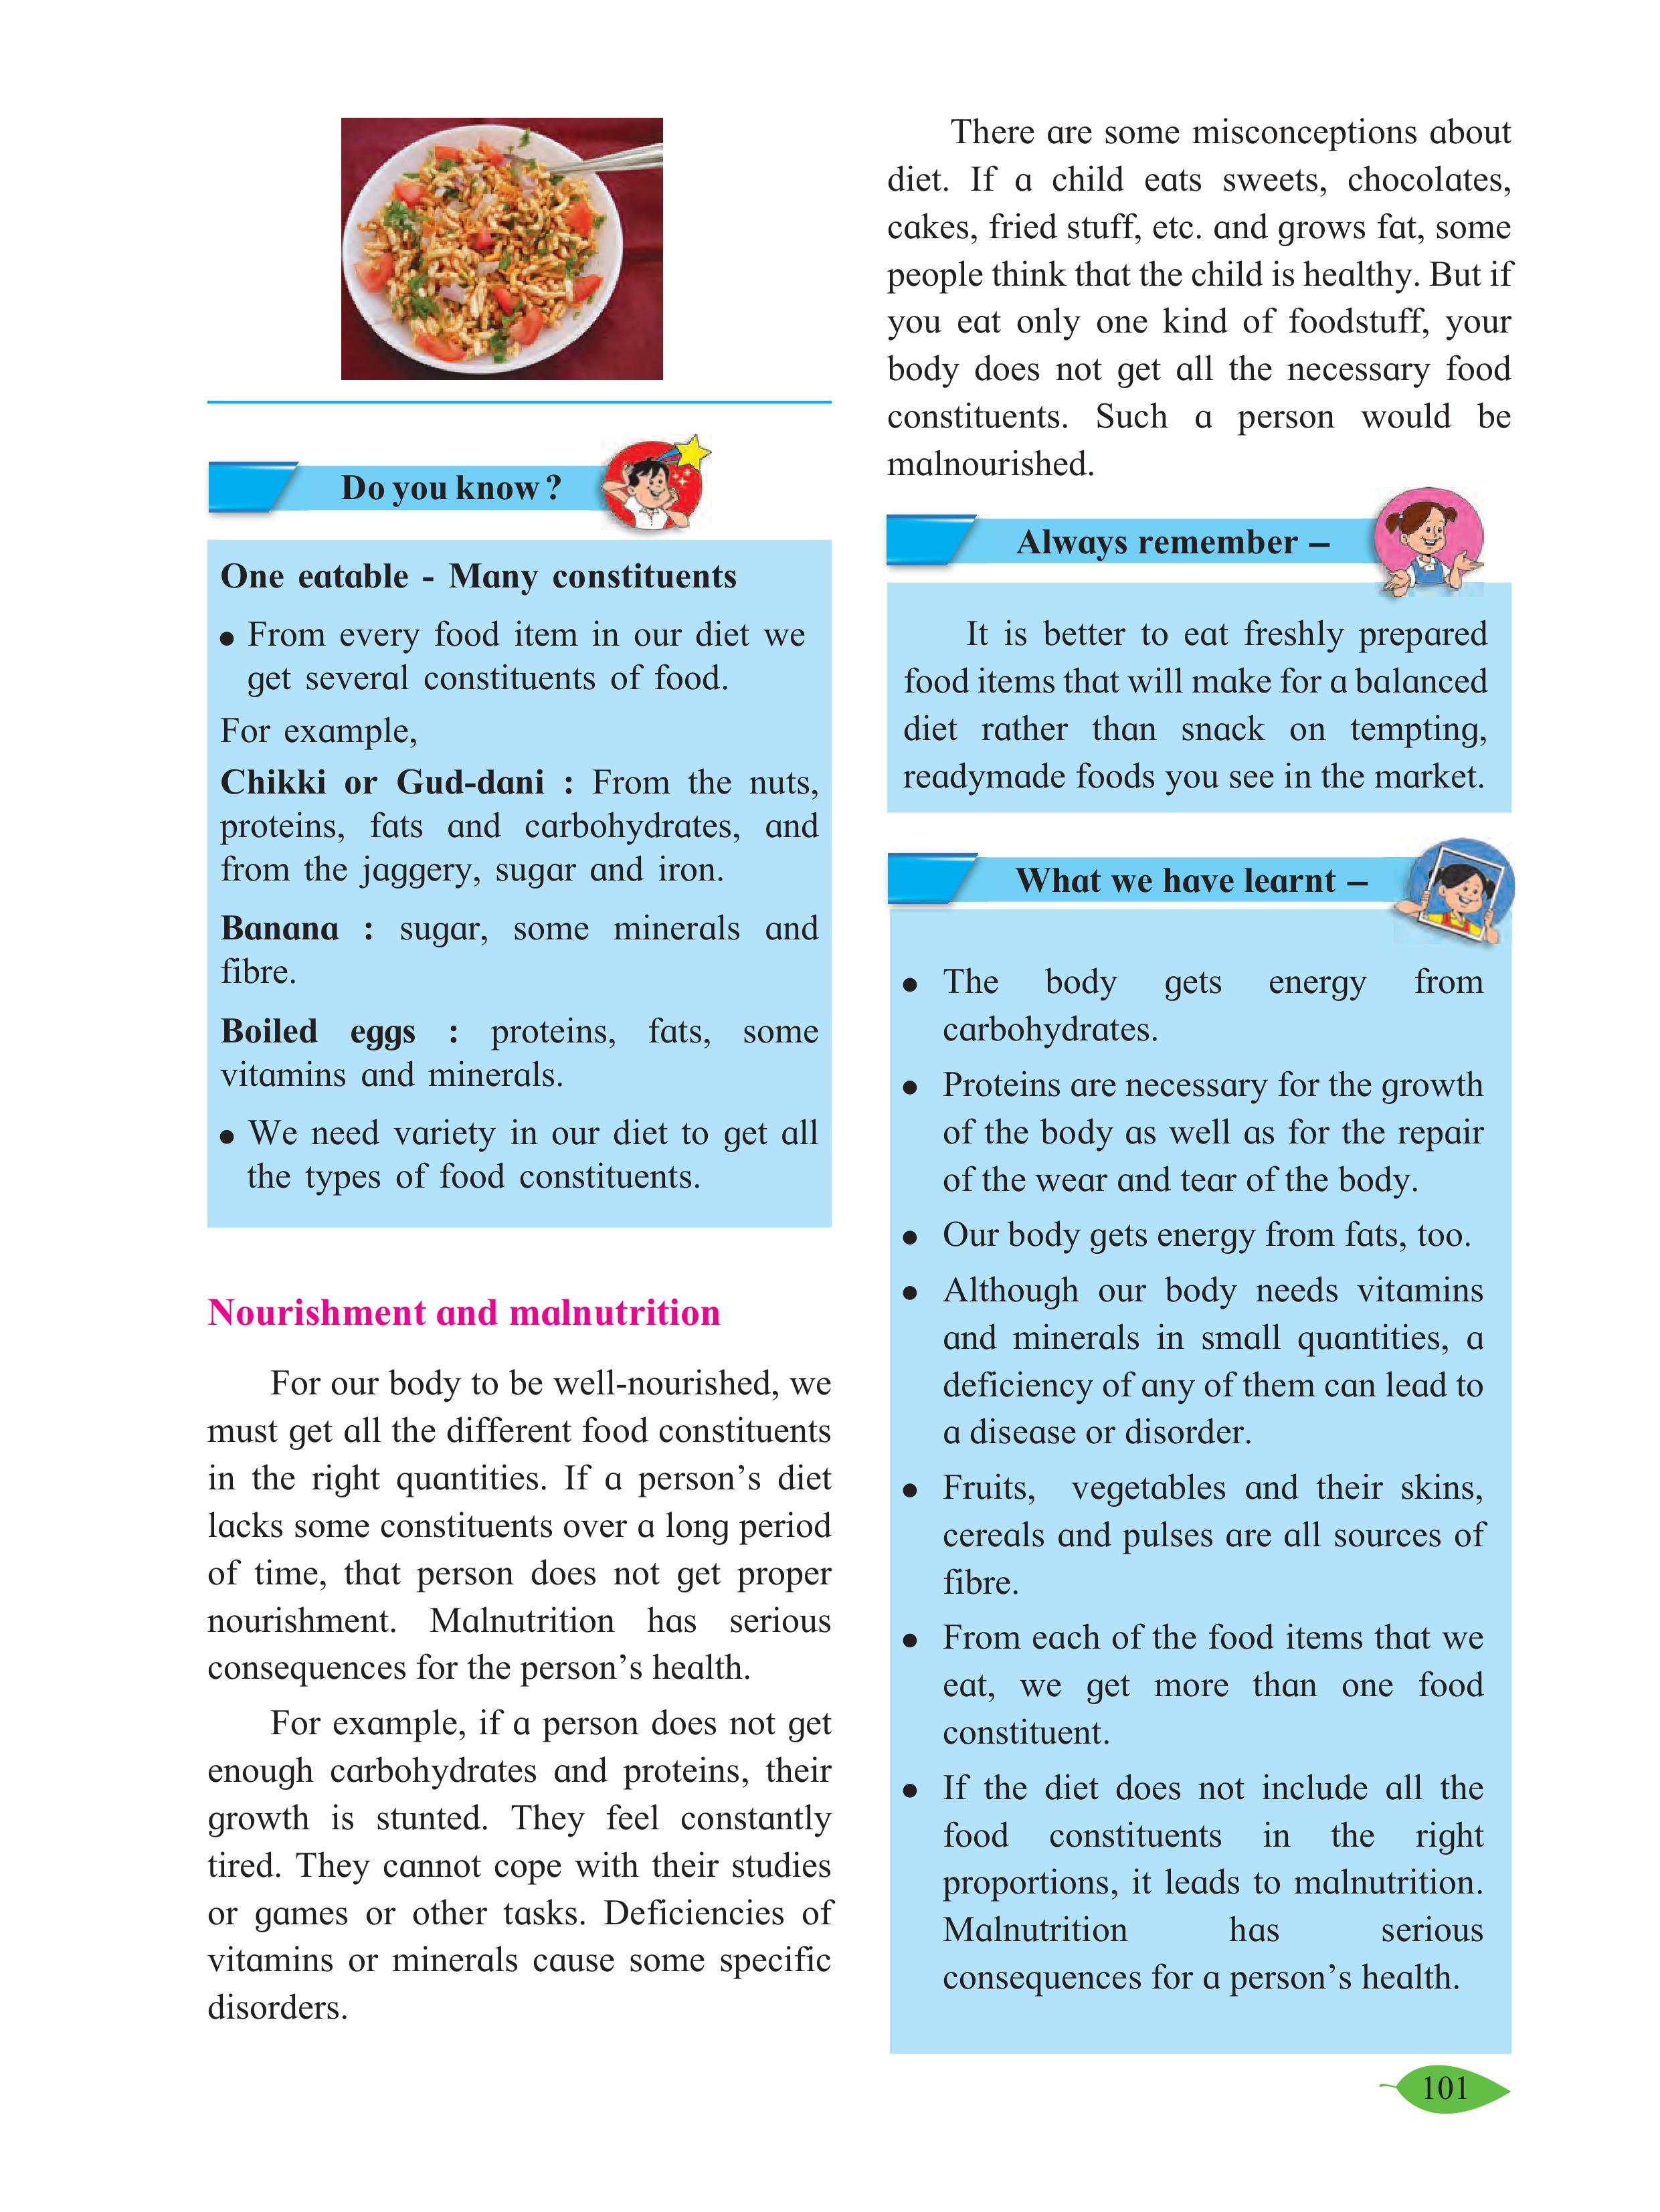 Do you know ?
One eatable - Many constituents
● From every food item in our diet we
get several constituents of food.
For example,
Chikki or Gud-dani : From the nuts,
proteins, fats and carbohydrates, and
from the jaggery, sugar and iron.
Banana : sugar, some minerals and
fibre.
Boiled eggs : proteins, fats, some
vitamins and minerals.
● We need variety in our diet to get all
the types of food constituents.
Nourishment and malnutrition
For our body to be well-nourished, we
must get all the different food constituents
in the right quantities. If a person’s diet
lacks some constituents over a long period
of time, that person does not get proper
nourishment. Malnutrition has serious
consequences for the person’s health.
For example, if a person does not get
enough carbohydrates and proteins, their
growth is stunted. They feel constantly
tired. They cannot cope with their studies
or games or other tasks. Deficiencies of
vitamins or minerals cause some specific
disorders.
There are some misconceptions about
diet. If a child eats sweets, chocolates,
cakes, fried stuff, etc. and grows fat, some
people think that the child is healthy. But if
you eat only one kind of foodstuff, your
body does not get all the necessary food
constituents. Such a person would be
malnourished.
Always remember –
It is better to eat freshly prepared
food items that will make for a balanced
diet rather than snack on tempting,
readymade foods you see in the market.
What we have learnt –
● The body gets energy from
carbohydrates.
● Proteins are necessary for the growth
of the body as well as for the repair
of the wear and tear of the body.
● Our body gets energy from fats, too.
● Although our body needs vitamins
and minerals in small quantities, a
deficiency of any of them can lead to
a disease or disorder.
● Fruits, vegetables and their skins,
cereals and pulses are all sources of
fibre.
● From each of the food items that we
eat, we get more than one food
constituent.
● If the diet does not include all the
food constituents in the right
proportions, it leads to malnutrition.
Malnutrition has serious
consequences for a person’s health.
101